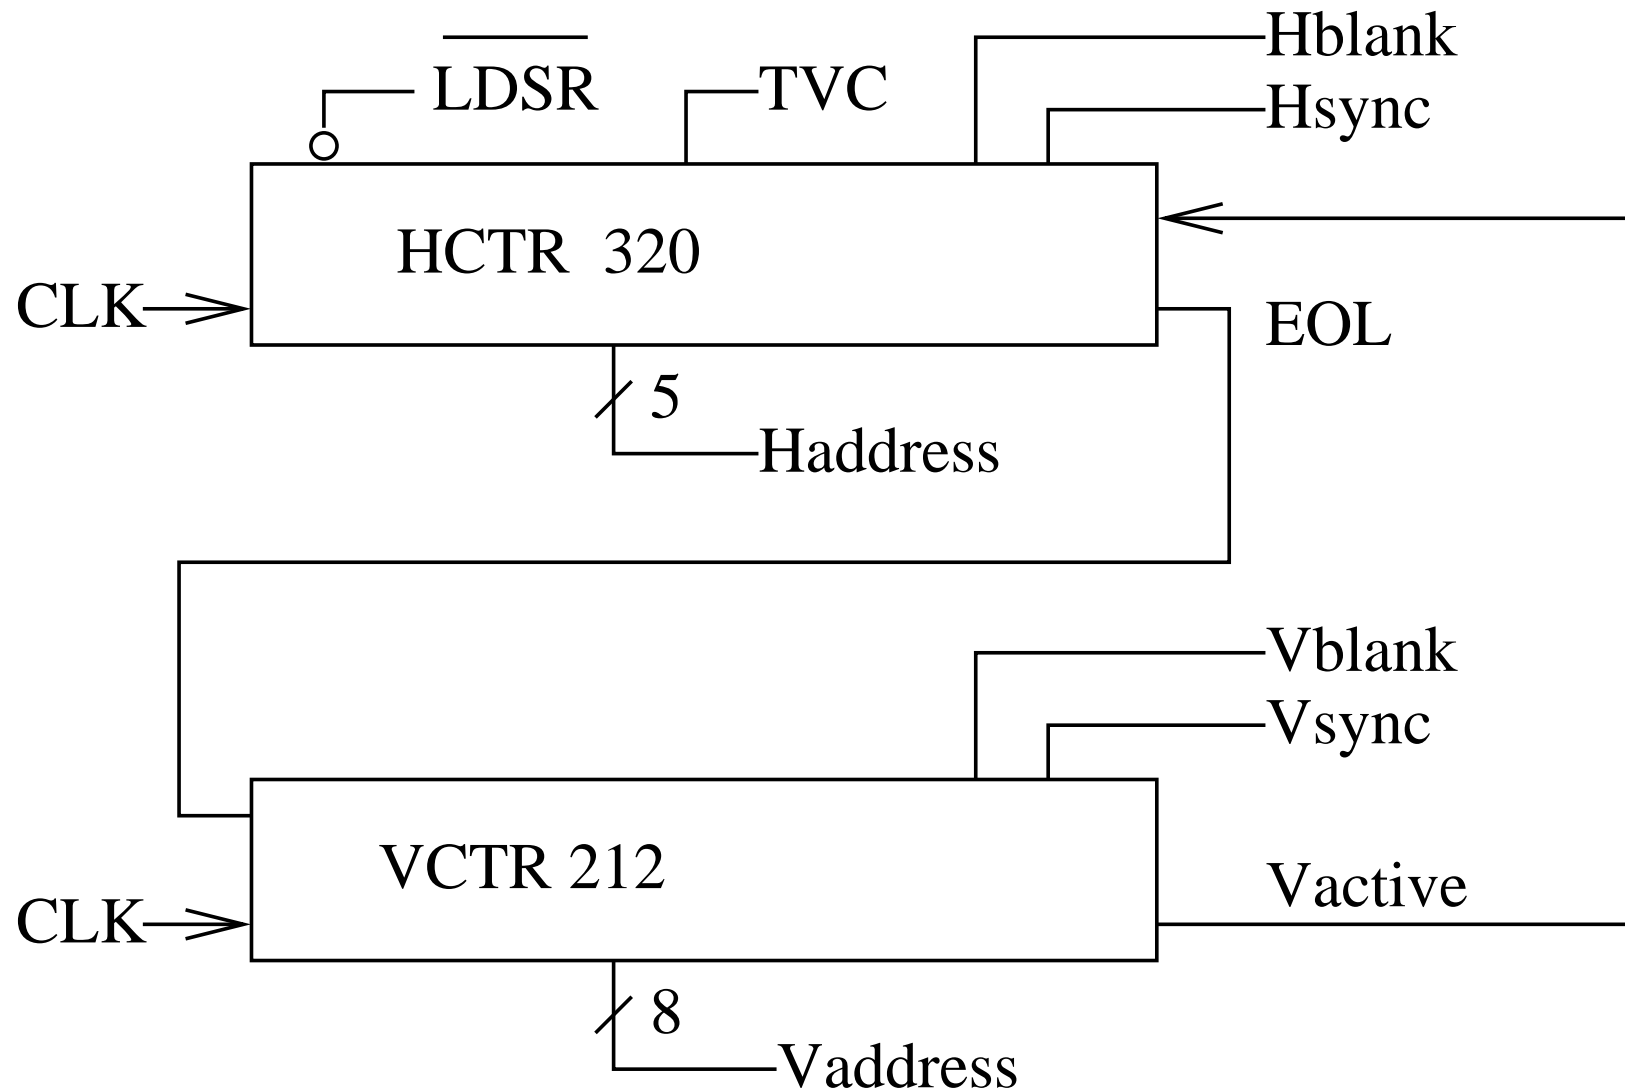 Hblank
LDSR
TVC
Hsync
HCTR 320
CLK
EOL
5
Haddress
Vblank
Vsync
VCTR 212
Vactive
CLK
8
Vaddress